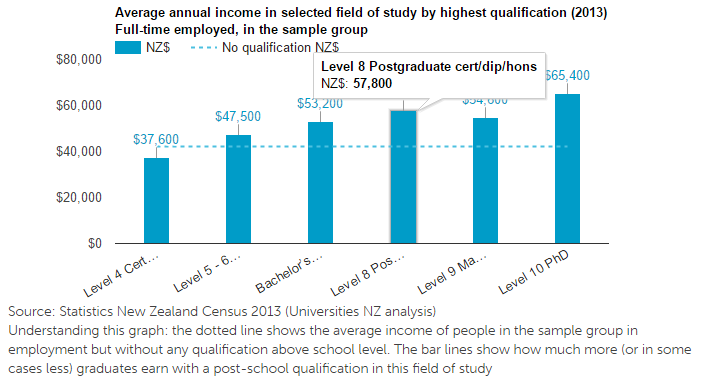 Average annual income in selected field of study by highest qualification (2013)
Full-time employed, in the sample group
NZ$ No qualification NZ$
Level 8 Postgraduate cert/dip/hons
NZ$: 57,800
$80,000
$60,000
$40,000
$20,000
$0
$37,600
$47,500
$53,200
$54,600
$65,400
Level 4 Cert...
Level 5 - 6...
Bachelor's...
Level 8 Pos...
Level 9 Ma...
Level 10 PhD
Source: Statistics New Zealand Census 2013 (Universities NZ analysis)
Understanding this graph: the dotted line shows the average income of people in the sample group in
employment but without any qualification above school level. The bar lines show how much more (or in some
cases less) graduates earn with a post-school qualification in this field of study